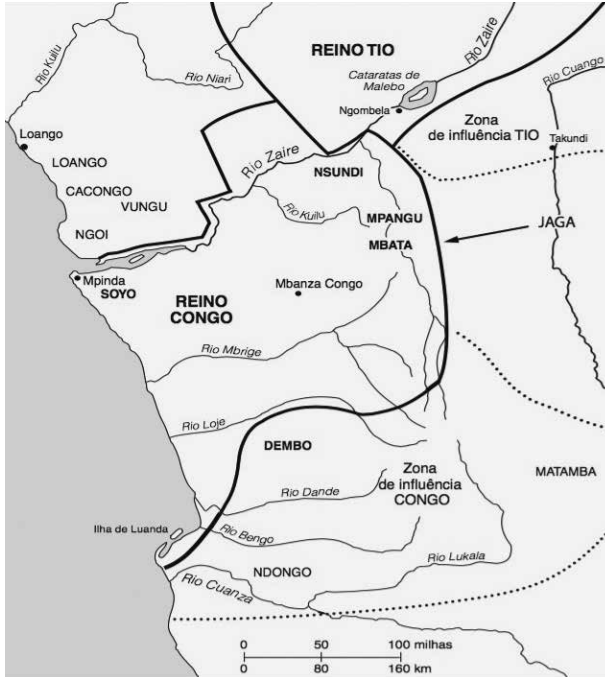 REINO TIO
Rio Zaire
Rio Kuilu
Rio Niari
Cataratas de
Malebo
Rio Cuango
Ngombela
Zona
de influência TIO
Takundi
Loango
LOANGO
CACONGO
VUNGU
NGOI
Rio Zaire
NSUNDI
Rio Kuilu
MPANGU
MBATA
JAGA
Mpinda
SOYO
REINO
CONGO
Mbanza Congo
Rio Mbrige
Rio Loje
DEMBO
Zona
de influência
CONGO
MATAMBA
Rio Dande
Ilha de Luanda
Rio Bengo
Rio Lukala
NDONGO
Rio Cuanza
0 50 100 milhas
0 80 160 km